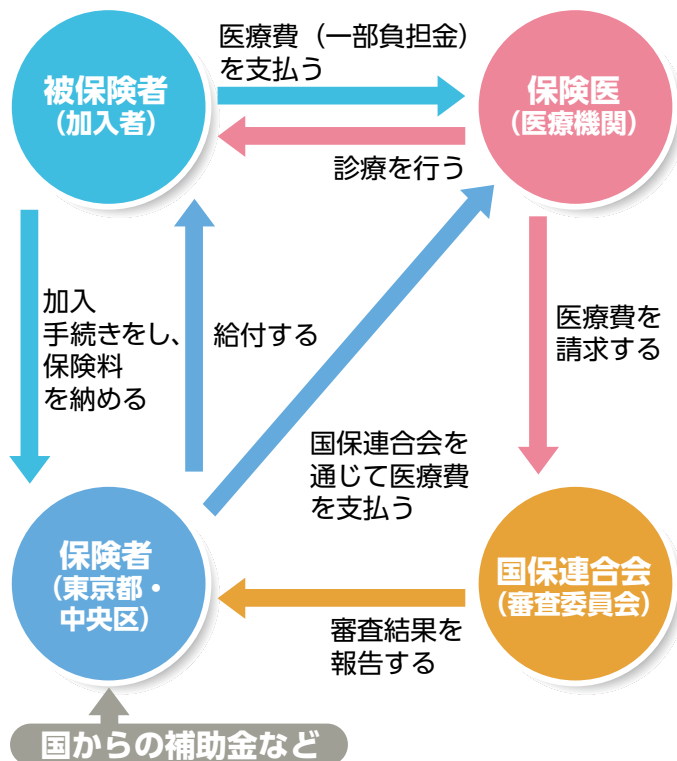 医療費（一部負担金）
を支払う
被保険者
（加入者）
保険医
（医療機関）
診療を行う
加入
手続きをし、
保険料
を納める
給付する
医療費を
請求する
国保連合会を
通じて医療費
を支払う
保険者
（東京都・
中央区）
国保連合会
（審査委員会）
審査結果を
報告する
国からの補助金など